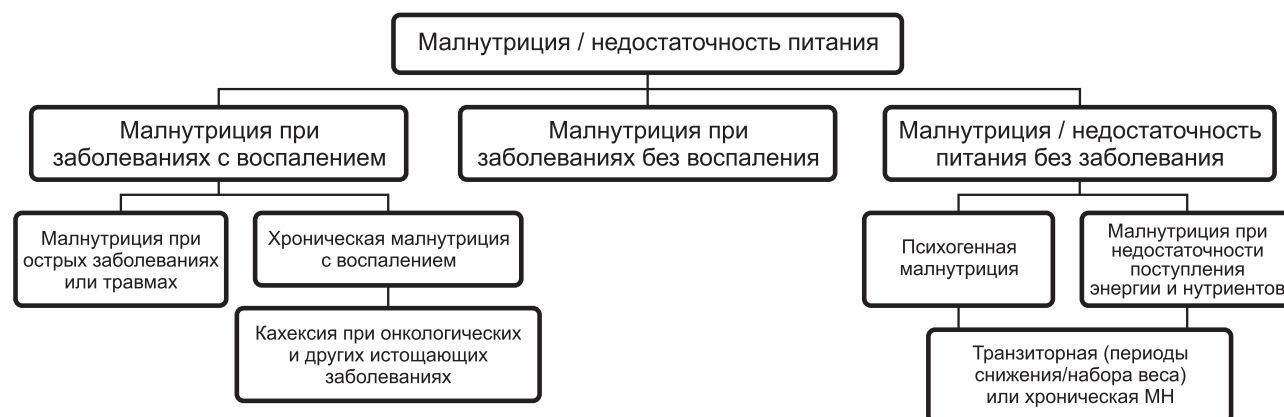 Малнутриция / недостаточность питания
Малнутриция при
заболеваниях с воспалением
Малнутриция при
заболеваниях без воспаления
Малнутриция / недостаточность
питания без заболевания
Малнутриция при
острых заболеваниях
или травмах
Хроническая малнутриция
с воспалением
Психогенная
малнутриция
Малнутриция при
недостаточности
поступления
энергии и нутриентов
Кахексия при онкологических
и других истощающих
заболеваниях
Транзиторная (периоды
снижения/набора веса)
или хроническая МН